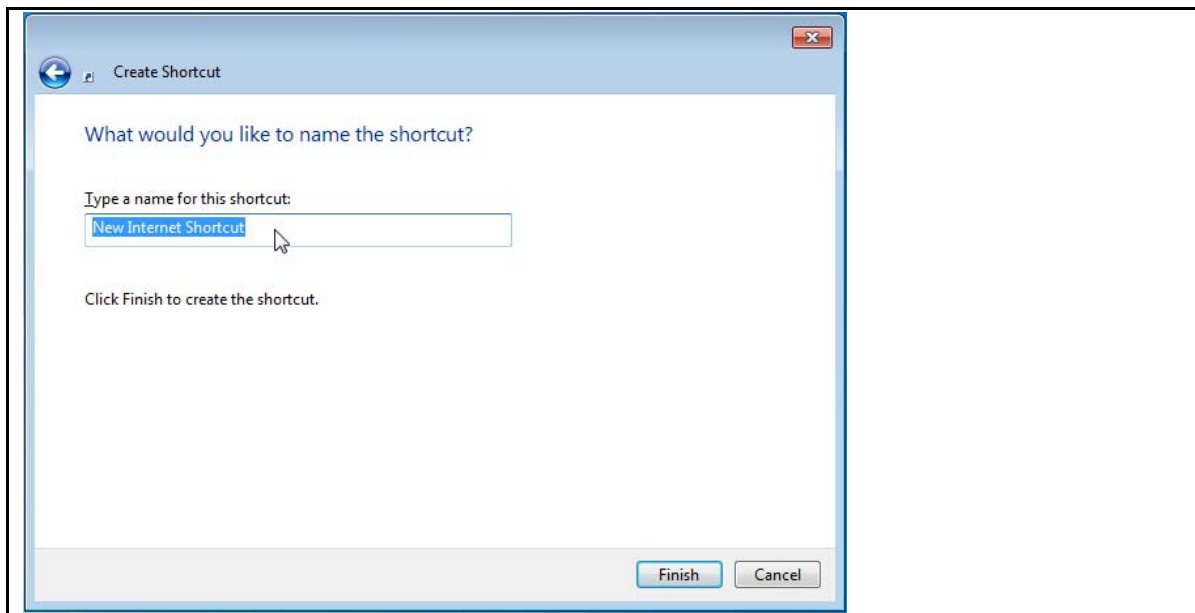 Create Shortcut
What would you like to name the shortcut?
Type a name for this shortcut:
New Internet Shortcut
Click Finish to create the shortcut.
Finish Cancel